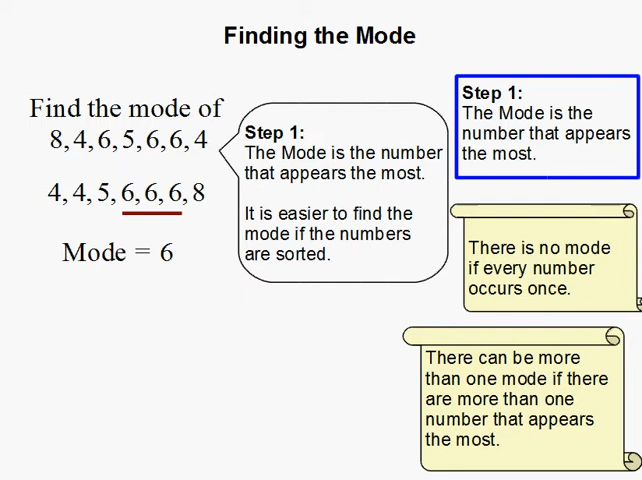 Finding the Mode
Find the mode of
8, 4, 6, 5, 6, 6, 4
4, 4, 5, 6, 6, 6, 8
Mode = 6
Step 1:
The Mode is the number
that appears the most.
It is easier to find the
mode if the numbers
are sorted.
Step 1:
The Mode is the
number that appears
the most.
There is no mode
if every number
occurs once.
There can be more
than one mode if there
are more than one
number that appears
the most.